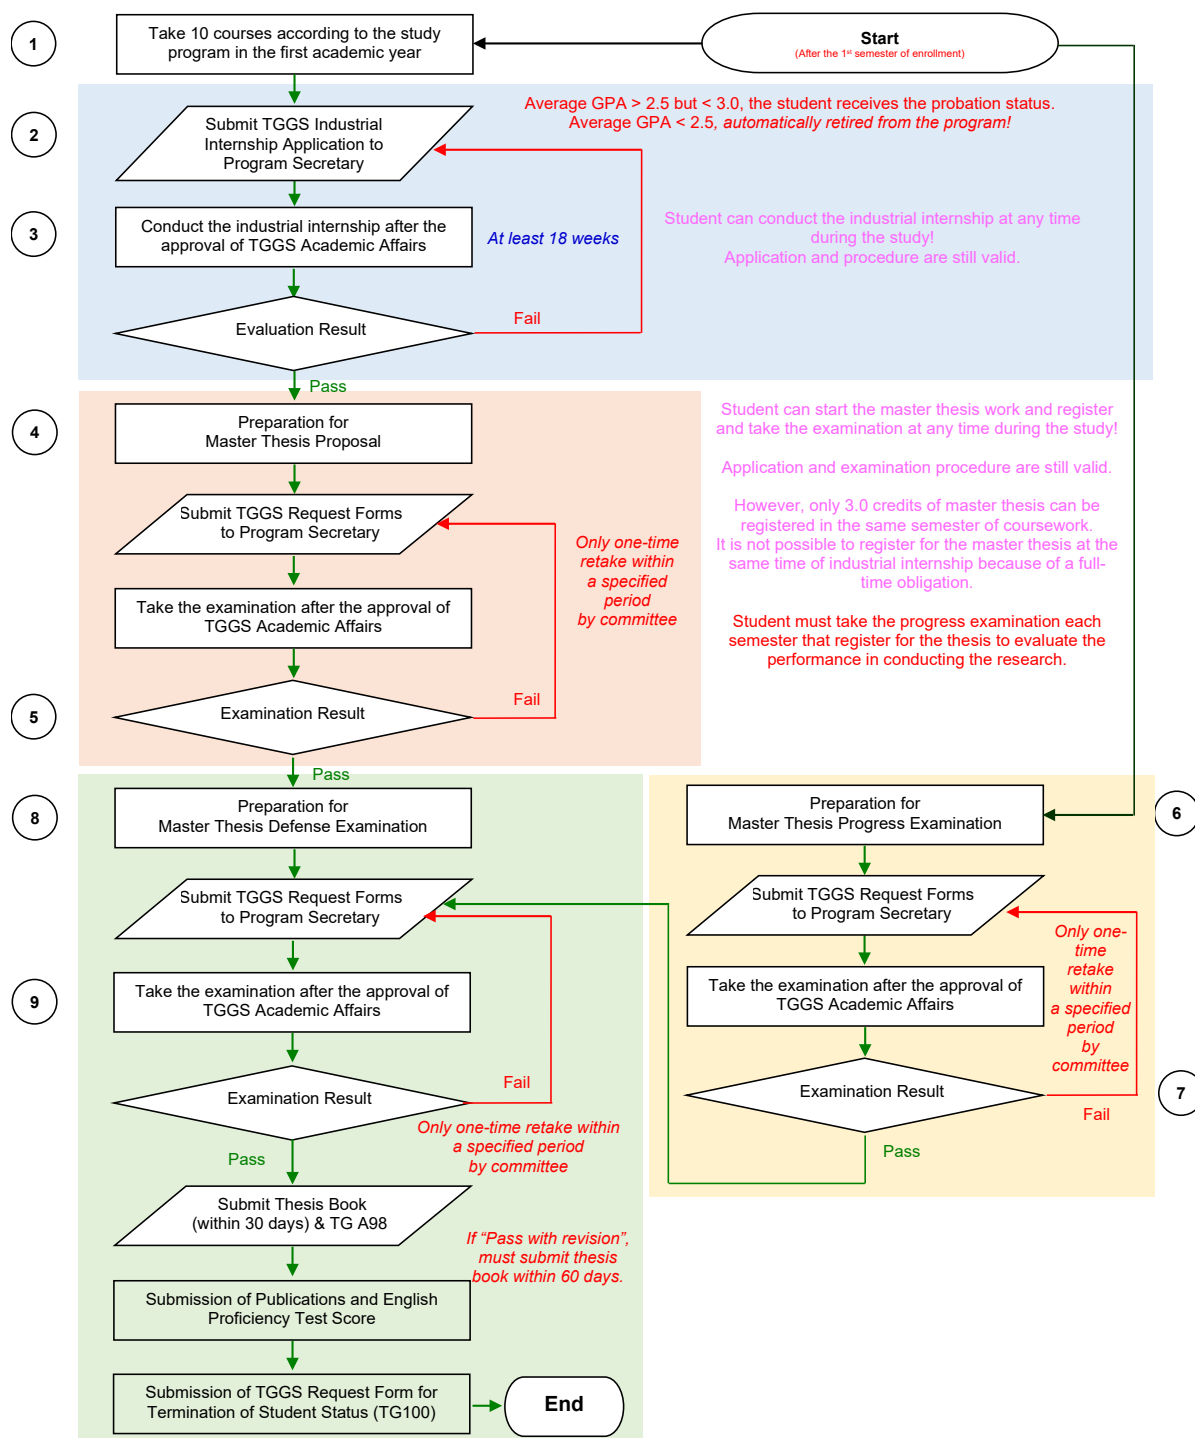 1
Take 10 courses according to the study
program in the first academic year
Start
(After the 1st semester of enrollment)
2
Submit TGGS Industrial
Internship Application to
Program Secretary
Average GPA > 2.5 but < 3.0, the student receives the probation status.
Average GPA < 2.5, automatically retired from the program!
3
Conduct the industrial internship after the
approval of TGGS Academic Affairs
At least 18 weeks
Student can conduct the industrial internship at any time
during the study!
Application and procedure are still valid.
Evaluation Result
Fail
Pass
4
Preparation for
Master Thesis Proposal
Student can start the master thesis work and register
and take the examination at any time during the study!
Application and examination procedure are still valid.
However, only 3.0 credits of master thesis can be
registered in the same semester of coursework.
It is not possible to register for the master thesis at the
same time of industrial internship because of a full-
time obligation.
Student must take the progress examination each
semester that register for the thesis to evaluate the
performance in conducting the research.
Submit TGGS Request Forms
to Program Secretary
Only one-time
retake within
a specified
period
by committee
Take the examination after the approval of
TGGS Academic Affairs
5
Examination Result
Fail
Pass
8
Preparation for
Master Thesis Defense Examination
Submit TGGS Request Forms
to Program Secretary
9
Take the examination after the approval of
TGGS Academic Affairs
Examination Result
Fail
Only one-time retake within
a specified period
by committee
Pass
Submit Thesis Book
(within 30 days) & TG A98
If “Pass with revision”,
must submit thesis
book within 60 days.
Submission of Publications and English
Proficiency Test Score
Submission of TGGS Request Form for
Termination of Student Status (TG100)
End
6
Preparation for
Master Thesis Progress Examination
Submit TGGS Request Forms
to Program Secretary
Only one-
time
retake
within
a specified
period
by
committee
Take the examination after the approval of
TGGS Academic Affairs
7
Examination Result
Fail
Pass